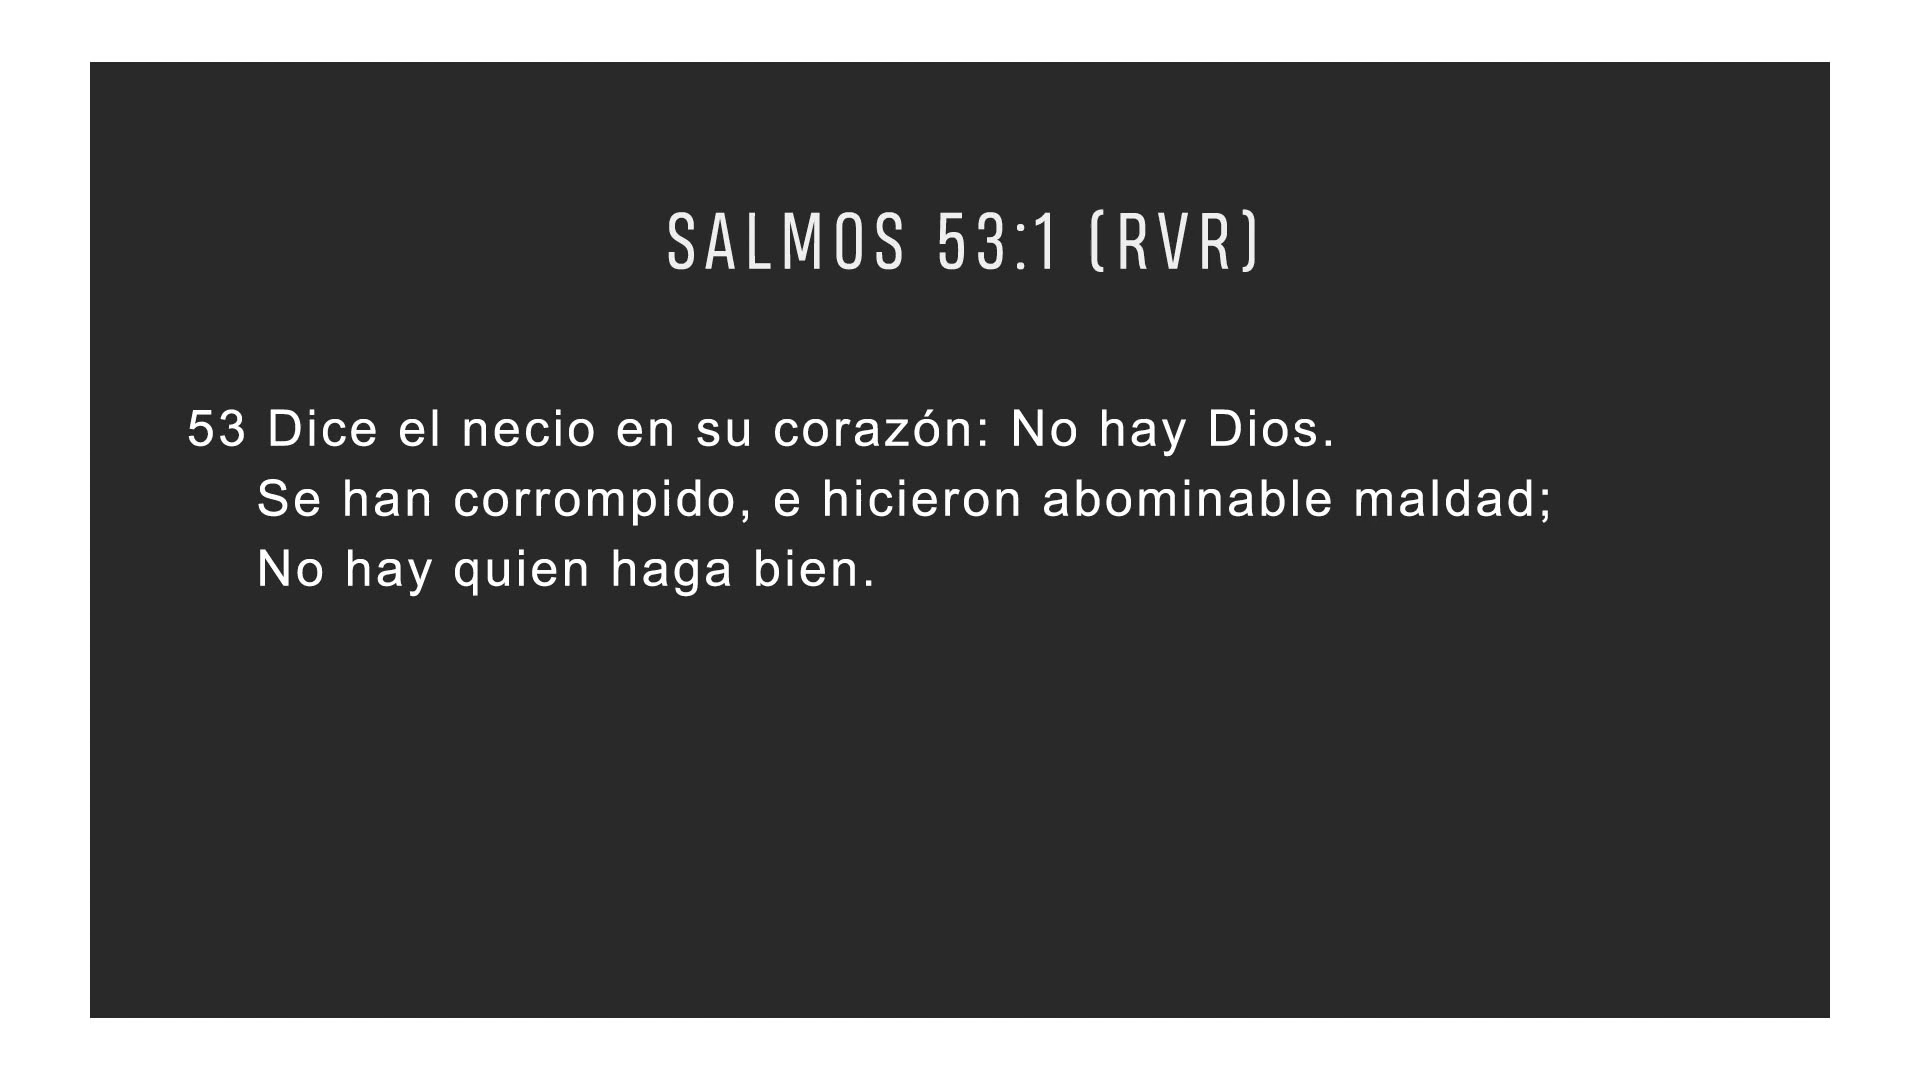 SALMOS 53:1 (RVR)
53 Dice el necio en su corazón: No hay Dios.
Se han corrompido, e hicieron abominable maldad;
No hay quien haga bien.